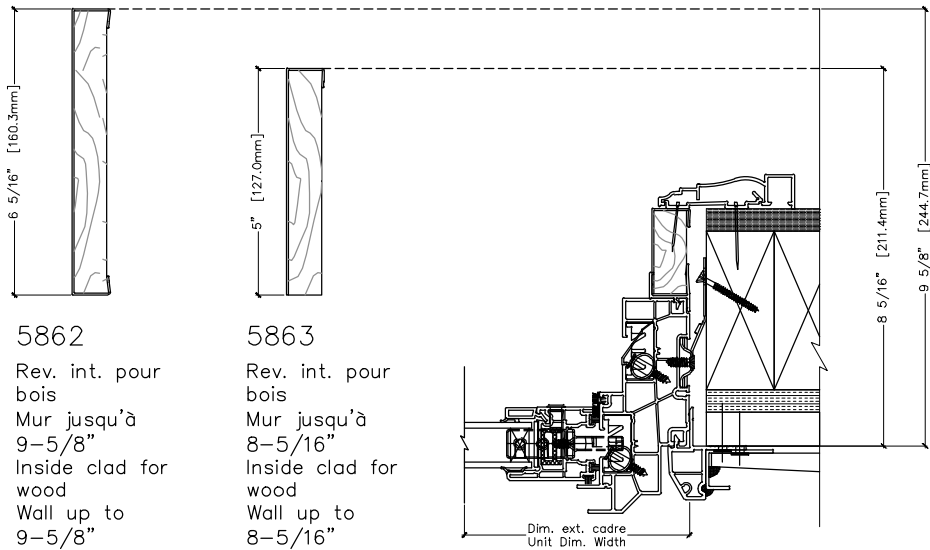 6 5/16" [160.3mm]
5" [127.0mm]
8 5/16" [211.4mm]
9 5/8" [244.7mm]
5862
Rev. int. pour
bois
Mur jusqu'à
9-5/8"
Inside clad for
wood
Wall up to
9-5/8"
5863
Rev. int. pour
bois
Mur jusqu'à
8-5/16"
Inside clad for
wood
Wall up to
8-5/16"
Dim. ext. cadre
Unit Dim. Width